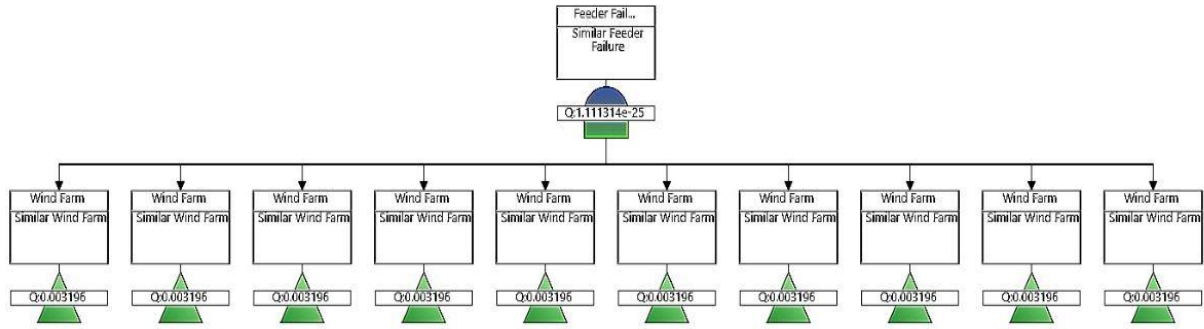 Feeder Fail...
Similar Feeder
Failure
Q:1.111314e-25
Wind Farm Wind Farm Wind Farm Wind Farm Wind Farm Wind Farm Wind Farm Wind Farm Wind Farm Wind Farm
Similar Wind Farm Similar Wind Farm Similar Wind Farm Similar Wind Farm Similar Wind Farm Similar Wind Farm Similar Wind Farm Similar Wind Farm Similar Wind Farm Similar Wind Farm
Q:0.003196 Q:0.003196 Q:0.003196 Q:0.003196 Q:0.003196 Q:0.003196 Q:0.003196 Q:0.003196 Q:0.003196 Q:0.003196